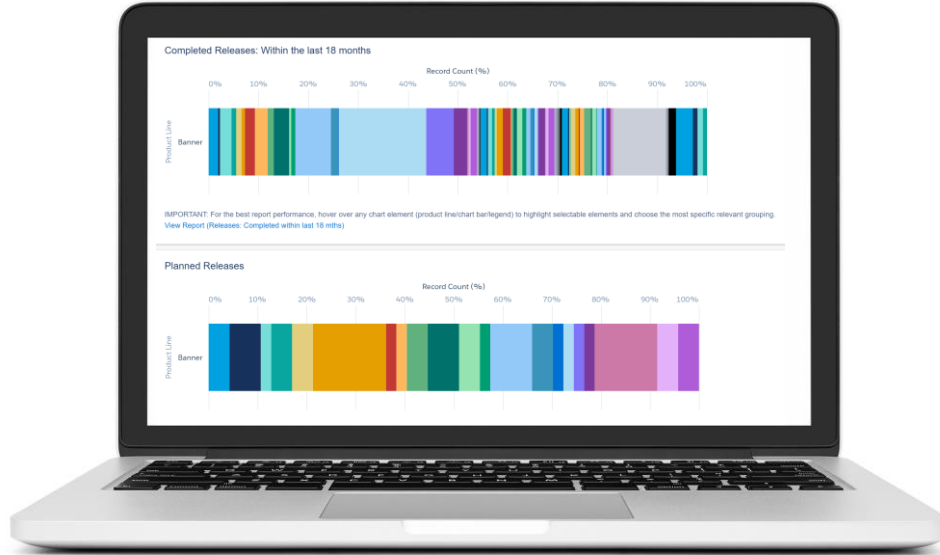 Completed Releases: Within the last 18 months
Record Count (%)
0% 10% 20% 30% 40% 50% 60% 70% 80% 90% 100%
Product Line
Banner
IMPORTANT: For the best report performance, hover over any chart element (product line/chart bar/legend) to highlight selectable elements and choose the most specific relevant grouping.
View Report (Releases: Completed within last 18 mths)
Planned Releases
Record Count (%)
0% 10% 20% 30% 40% 50% 60% 70% 80% 90% 100%
Product Line
Banner